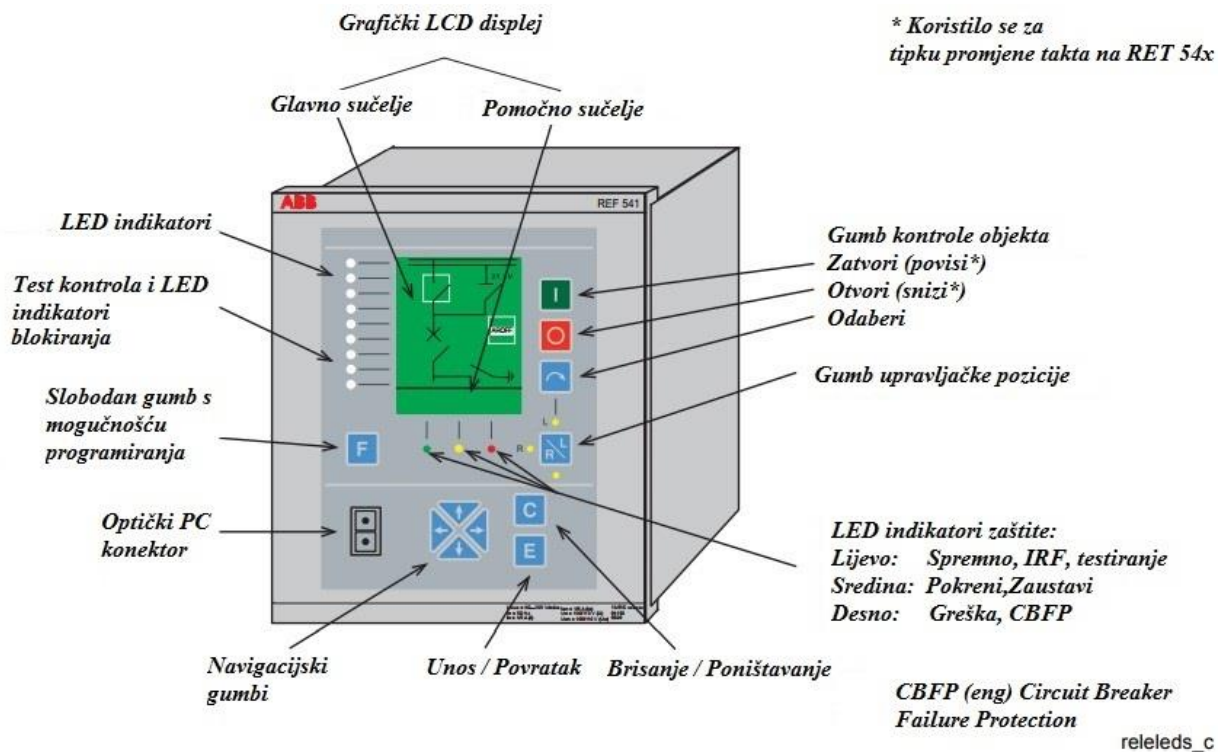 Grafički LCD displej
* Koristilo se za
tipku promjene takta na RET 54x
Glavno sučelje
Pomočno sučelje
ABB
REF 541
LED indikatori
Test kontrola i LED
indikatori
blokiranja
Slobodan gumb s
mogučnošću
programiranja
Optički PC
konektor
Gumb kontrole objekta
Zatvori (povisi*)
Otvori (snizi*)
Odaberi
Gumb upravljačke pozicije
I
O
L
R
L
R
F
C
E
LED indikatori zaštite:
Lijevo: Spremno, IRF, testiranje
Sredina: Pokreni,Zaustavi
Desno: Greška, CBFP
Navigacijski
gumbi
Unos / Povratak
Brisanje / Poništavanje
CBFP (eng) Circuit Breaker
Failure Protection
releleds_c